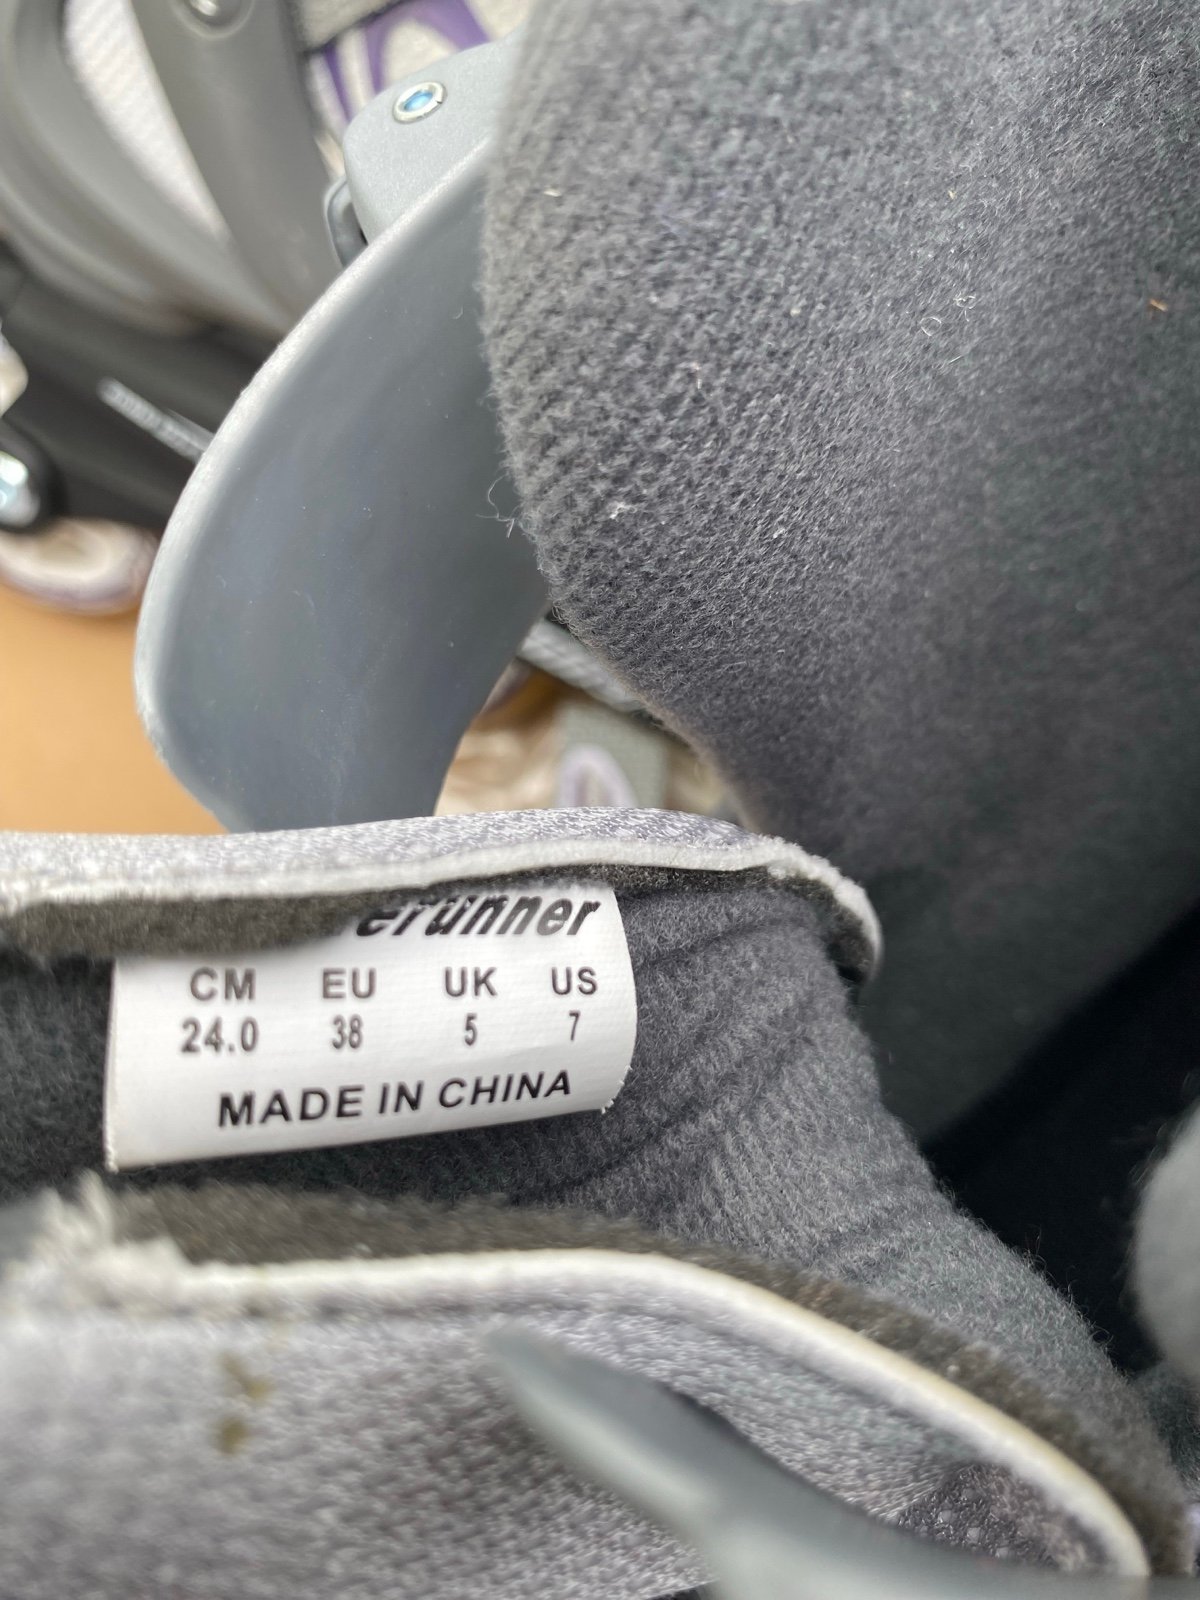 erunner
CM EU UK US
24.0 38 5 7
MADE IN CHINA